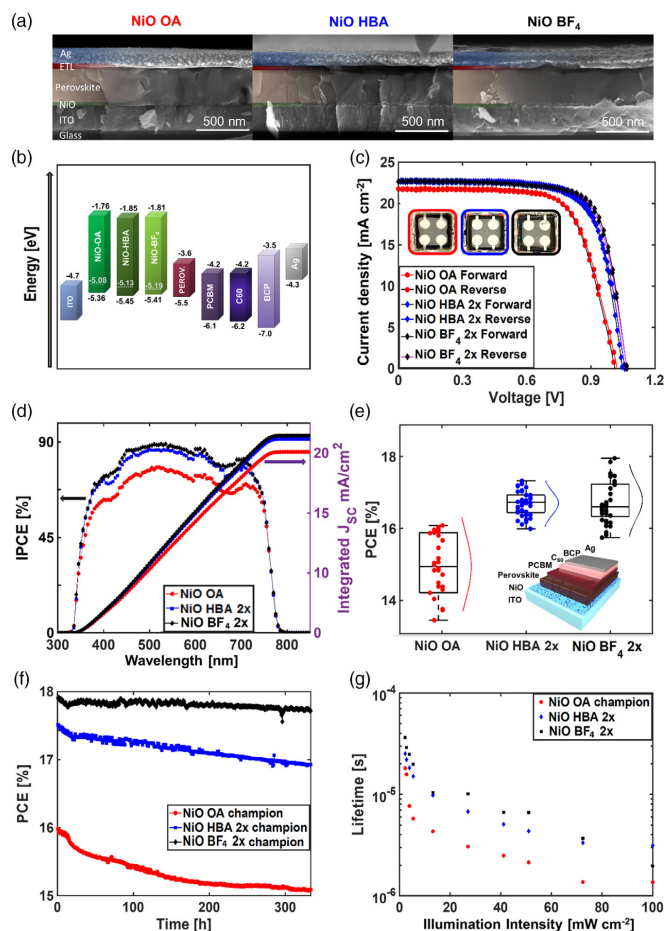 (a) NiO OA NiO HBA NiO BF4
Ag
ETL
Perovskite
NiO
ITO
Glass
500 nm 500 nm 500 nm
(b)
Energy [eV]
-4.7
ITO
-1.76
NiO-OA
-5.08
-5.36
-1.85
NiO-HBA
-5.13
-5.45
-1.81
NiO-BF4
-5.19
-5.41
-3.6
PEROV.
-5.5
-4.2
PCBM
-6.1
-4.2
C60
-6.2
-3.5
BCP
-7.0
Ag
-4.3
(c)
Current density [mA cm-2]
25
20
15
10
5
0
NiO OA Forward
NiO OA Reverse
NiO HBA 2x Forward
NiO HBA 2x Reverse
NiO BF4 2x Forward
NiO BF4 2x Reverse
0 0.3 0.6 0.9 1.2
Voltage [V]
(d)
IPCE [%]
90
45
0
NiO OA
NiO HBA 2x
NiO BF4 2x
300 400 500 600 700 800
Wavelength [nm]
20
15
10
5
0
Integrated JSC mA/cm2
(e)
PCE [%]
18
17
16
15
14
13
Ag
BCP
C60
PCBM
Perovskite
NiO
ITO
NiO OA NiO HBA 2x NiO BF4 2x
(f)
PCE [%]
18
17
16
15
NiO OA champion
NiO HBA 2x champion
NiO BF4 2x champion
0 100 200 300
Time [h]
(g)
Lifetime [s]
10-4
10-5
10-6
NiO OA champion
NiO HBA 2x
NiO BF4 2x
0 20 40 60 80 100
Illumination Intensity [mW cm-2]